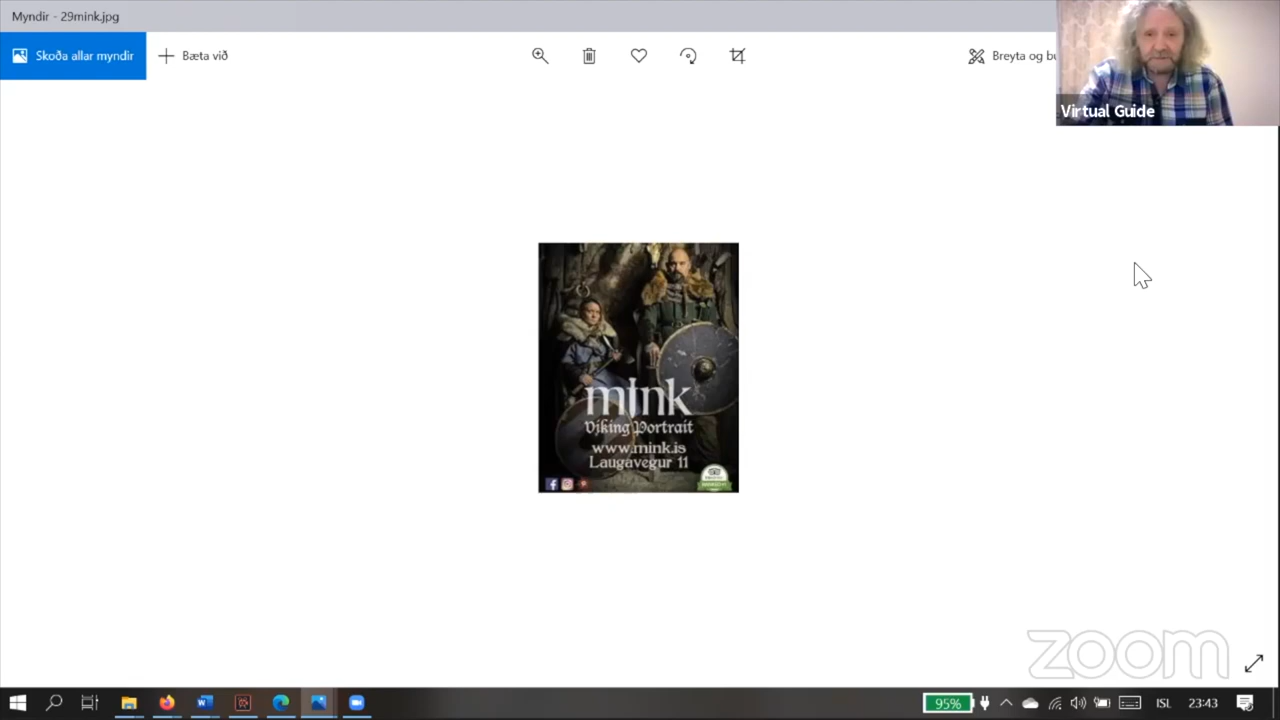 Myndir - 29mink.jpg
Skoða allar myndir
Bæta við
Breyta og
Virtual Guide
mink
Viking Portrait
www.mink.is
Laugavegur 11
zoom
95%
ISL
23:43